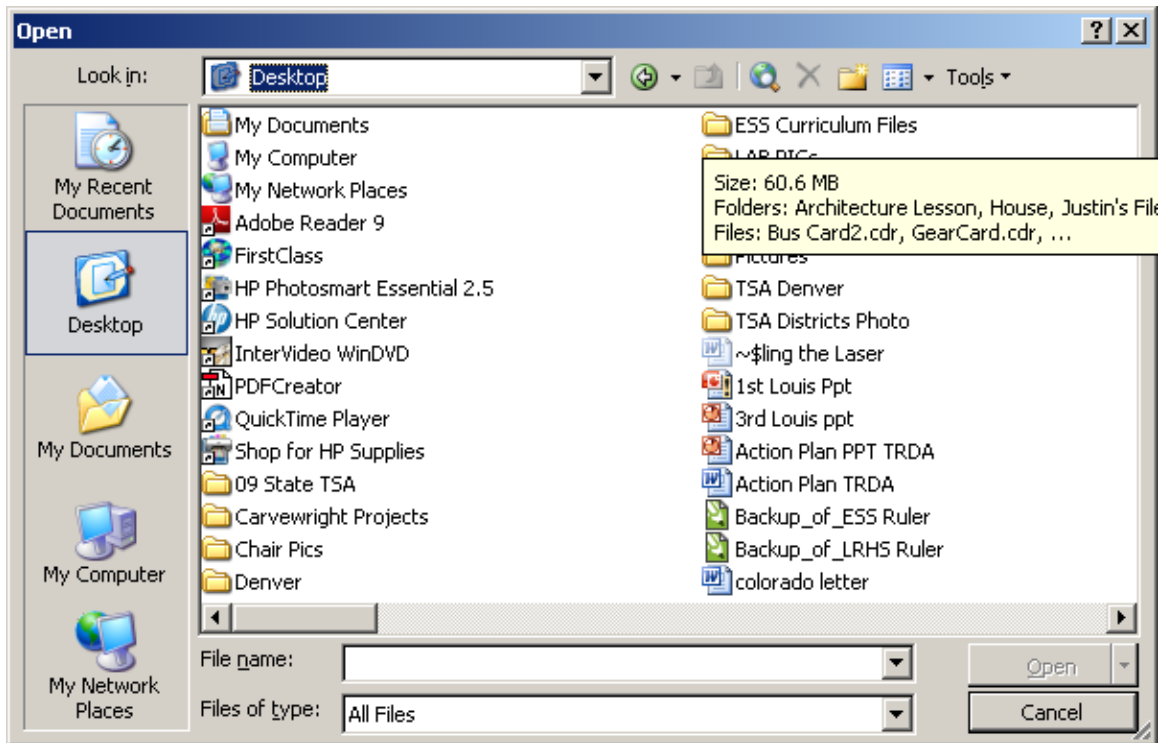 Open
Look in:
Desktop
Tools
My Recent
Documents
Desktop
My Documents
My Computer
My Network
Places
My Documents
My Computer
My Network Places
Adobe Reader 9
FirstClass
HP Photosmart Essential 2.5
HP Solution Center
InterVideo WinDVD
PDFCreator
QuickTime Player
Shop for HP Supplies
09 State TSA
Carvewright Projects
Chair Pics
Denver
ESS Curriculum Files
LAB PICs
Size: 60.6 MB
Folders: Architecture Lesson, House, Justin's File
Files: Bus Card2.cdr, GearCard.cdr, ...
Pictures
TSA Denver
TSA Districts Photo
~$ling the Laser
1st Louis Ppt
3rd Louis ppt
Action Plan PPT TRDA
Action Plan TRDA
Backup_of_ESS Ruler
Backup_of_LRHS Ruler
colorado letter
File name:
Open
Files of type:
All Files
Cancel